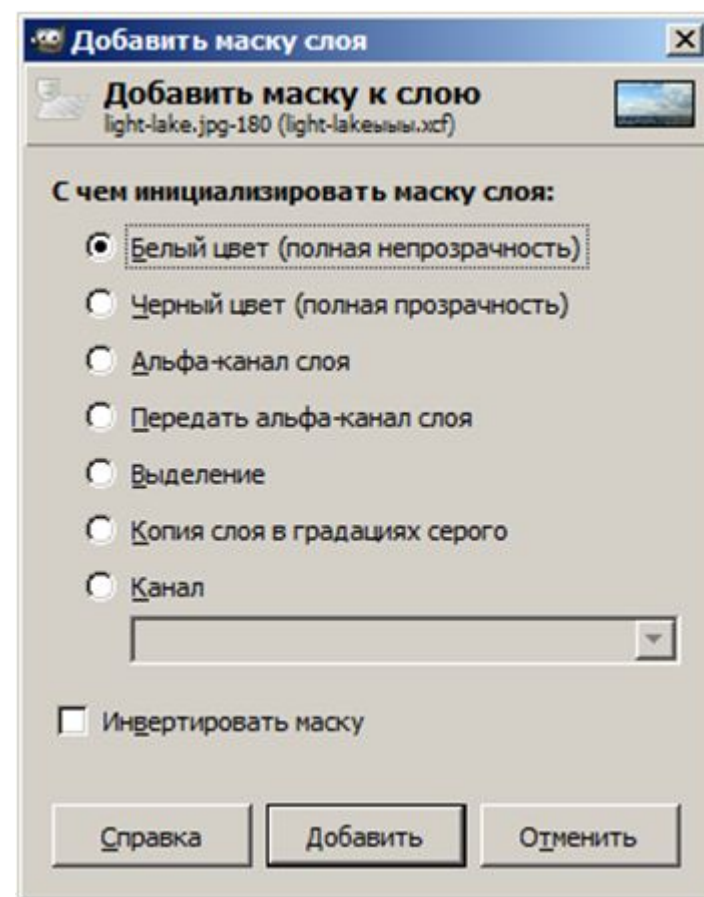 Добавить маску слоя
Добавить маску к слою
light-lake.jpg-180 (light-lakeыыы.xcf)
С чем инициализировать маску слоя:
Белый цвет (полная непрозрачность)
Черный цвет (полная прозрачность)
Альфа-канал слоя
Передать альфа-канал слоя
Выделение
Копия слоя в градациях серого
Канал
Инвертировать маску
Справка Добавить Отменить